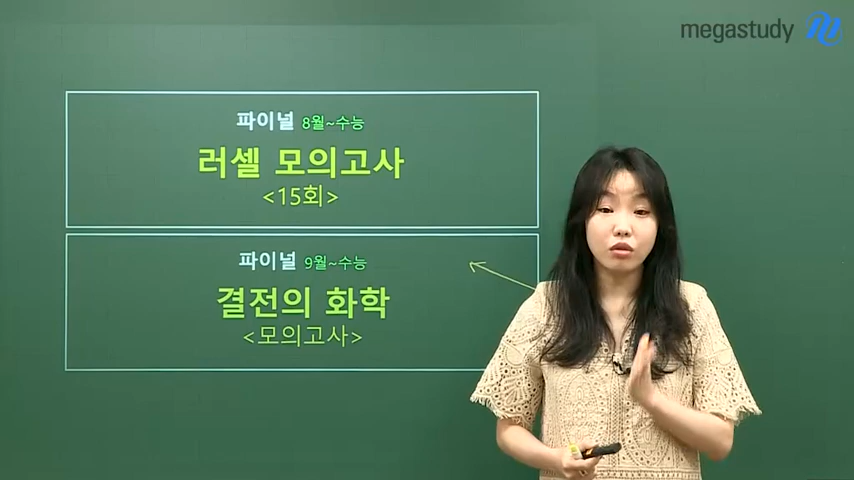 megastudy
파이널 8월~수능
러셀 모의고사
<15회>
파이널 9월~수능
결전의 화학
<모의고사>